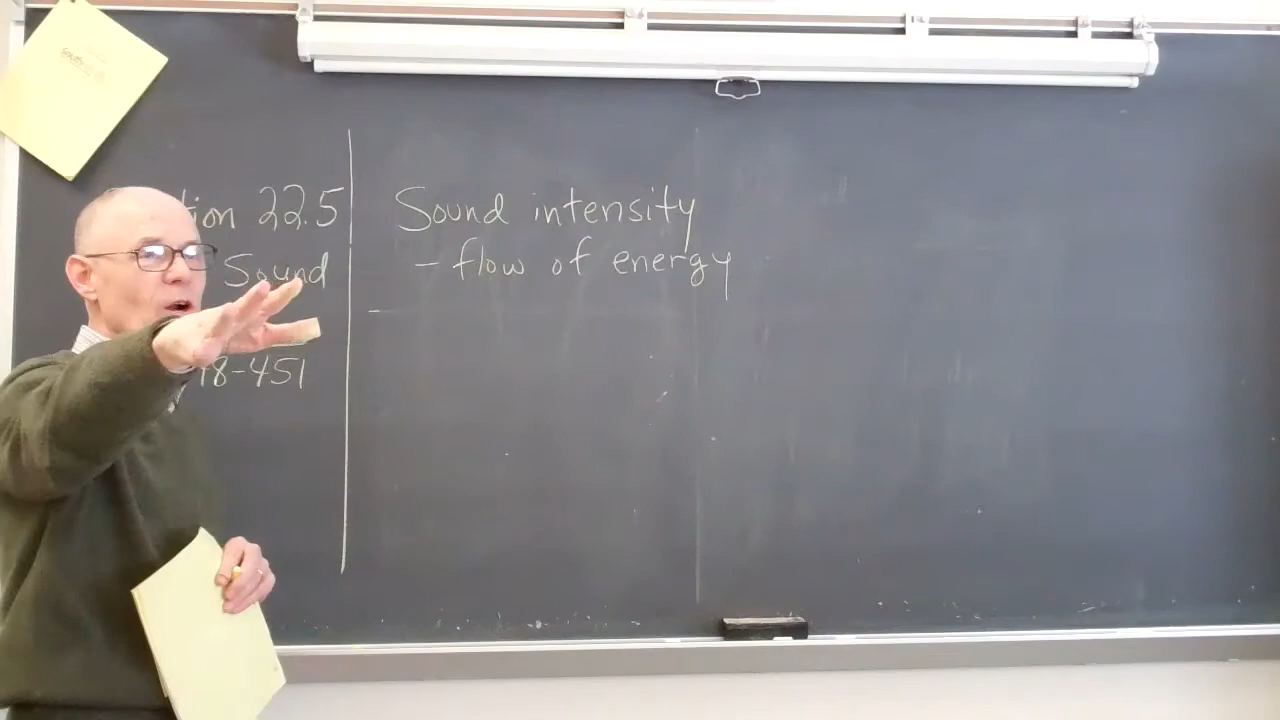 tion 22.5
Sound
48-451
Sound intensity
- flow of energy